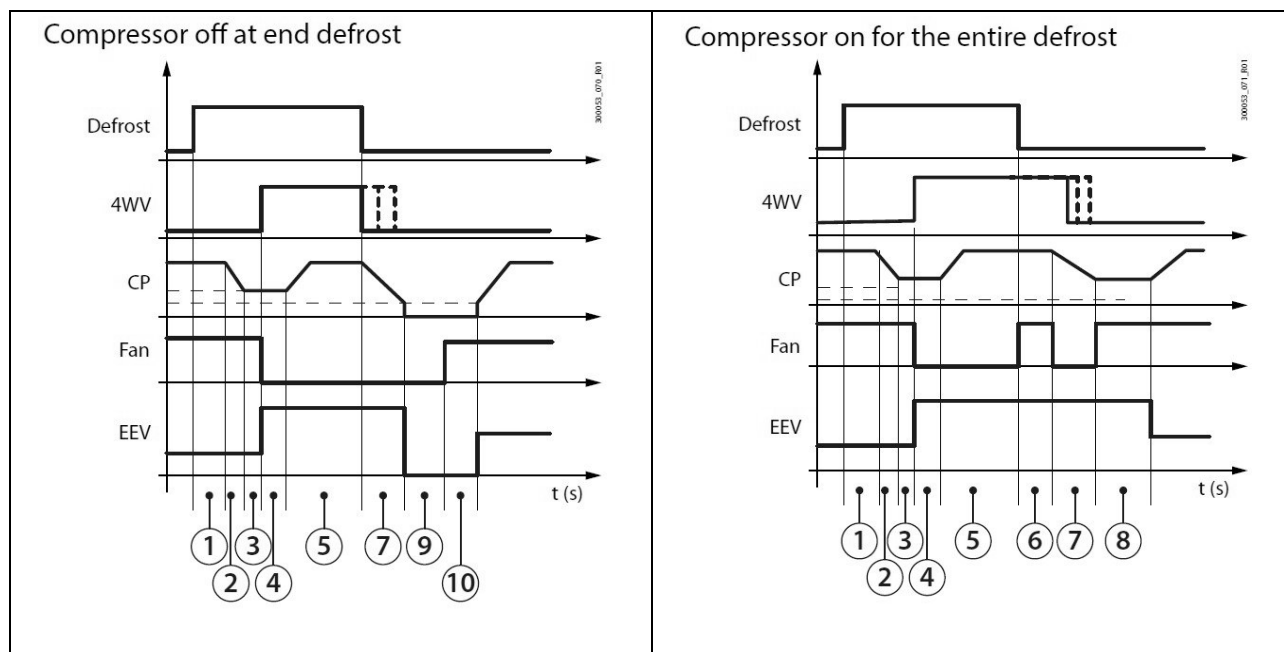 Compressor off at end defrost
300053_070_R01
Defrost
4WV
CP
Fan
EEV
t (s)
1
2
3
4
5
7
9
10
Compressor on for the entire defrost
300053_071_R01
Defrost
4WV
CP
Fan
EEV
t (s)
1
2
3
4
5
6
7
8